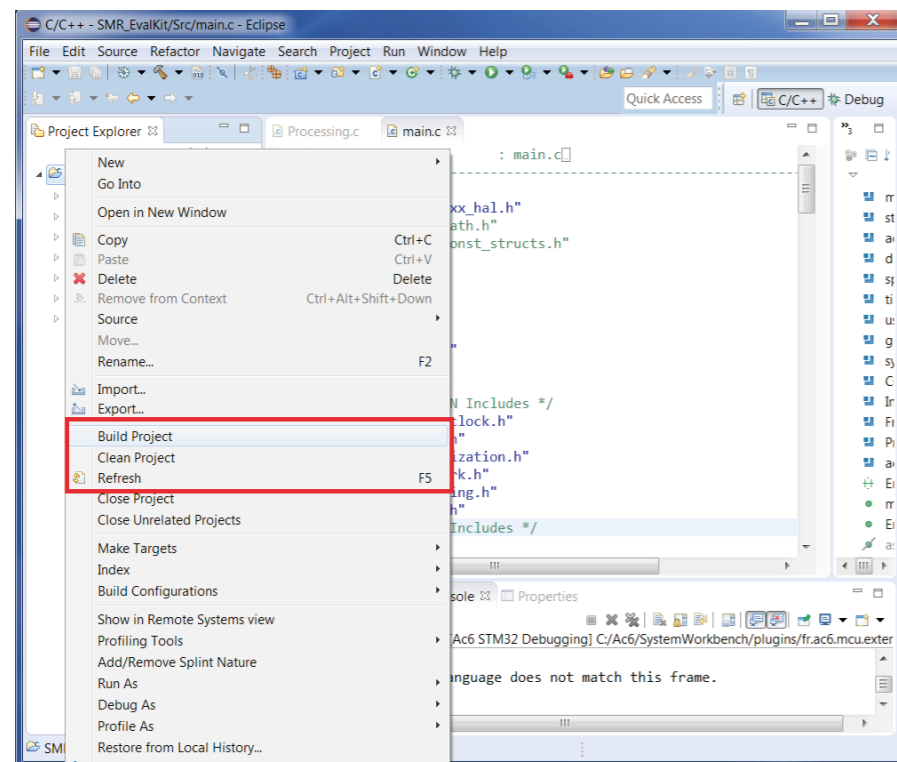 C/C++ - SMR_EvalKit/Src/main.c - Eclipse
File Edit Source Refactor Navigate Search Project Run Window Help
Quick Access C/C++ Debug
Project Explorer Processing.c main.c
: main.c
New
Go Into
Open in New Window
xx_hal.h"
ath.h"
Copy Ctrl+C
onst_structs.h"
Paste Ctrl+V
Delete Delete
Remove from Context Ctrl+Alt+Shift+Down
Source
Move...
Rename... F2
Import...
Export...
N Includes */
clock.h"
Build Project
h"
Clean Project
ization.h"
Refresh F5
rk.h"
ing.h"
Close Project
h"
Close Unrelated Projects
Includes */
Make Targets
Index
Build Configurations
sole Properties
Show in Remote Systems view
Profiling Tools
[Ac6 STM32 Debugging] C:/Ac6/SystemWorkbench/plugins/fr.ac6.mcu.exter
Add/Remove Splint Nature
Run As
anguage does not match this frame.
Debug As
Profile As
Restore from Local History...
SM